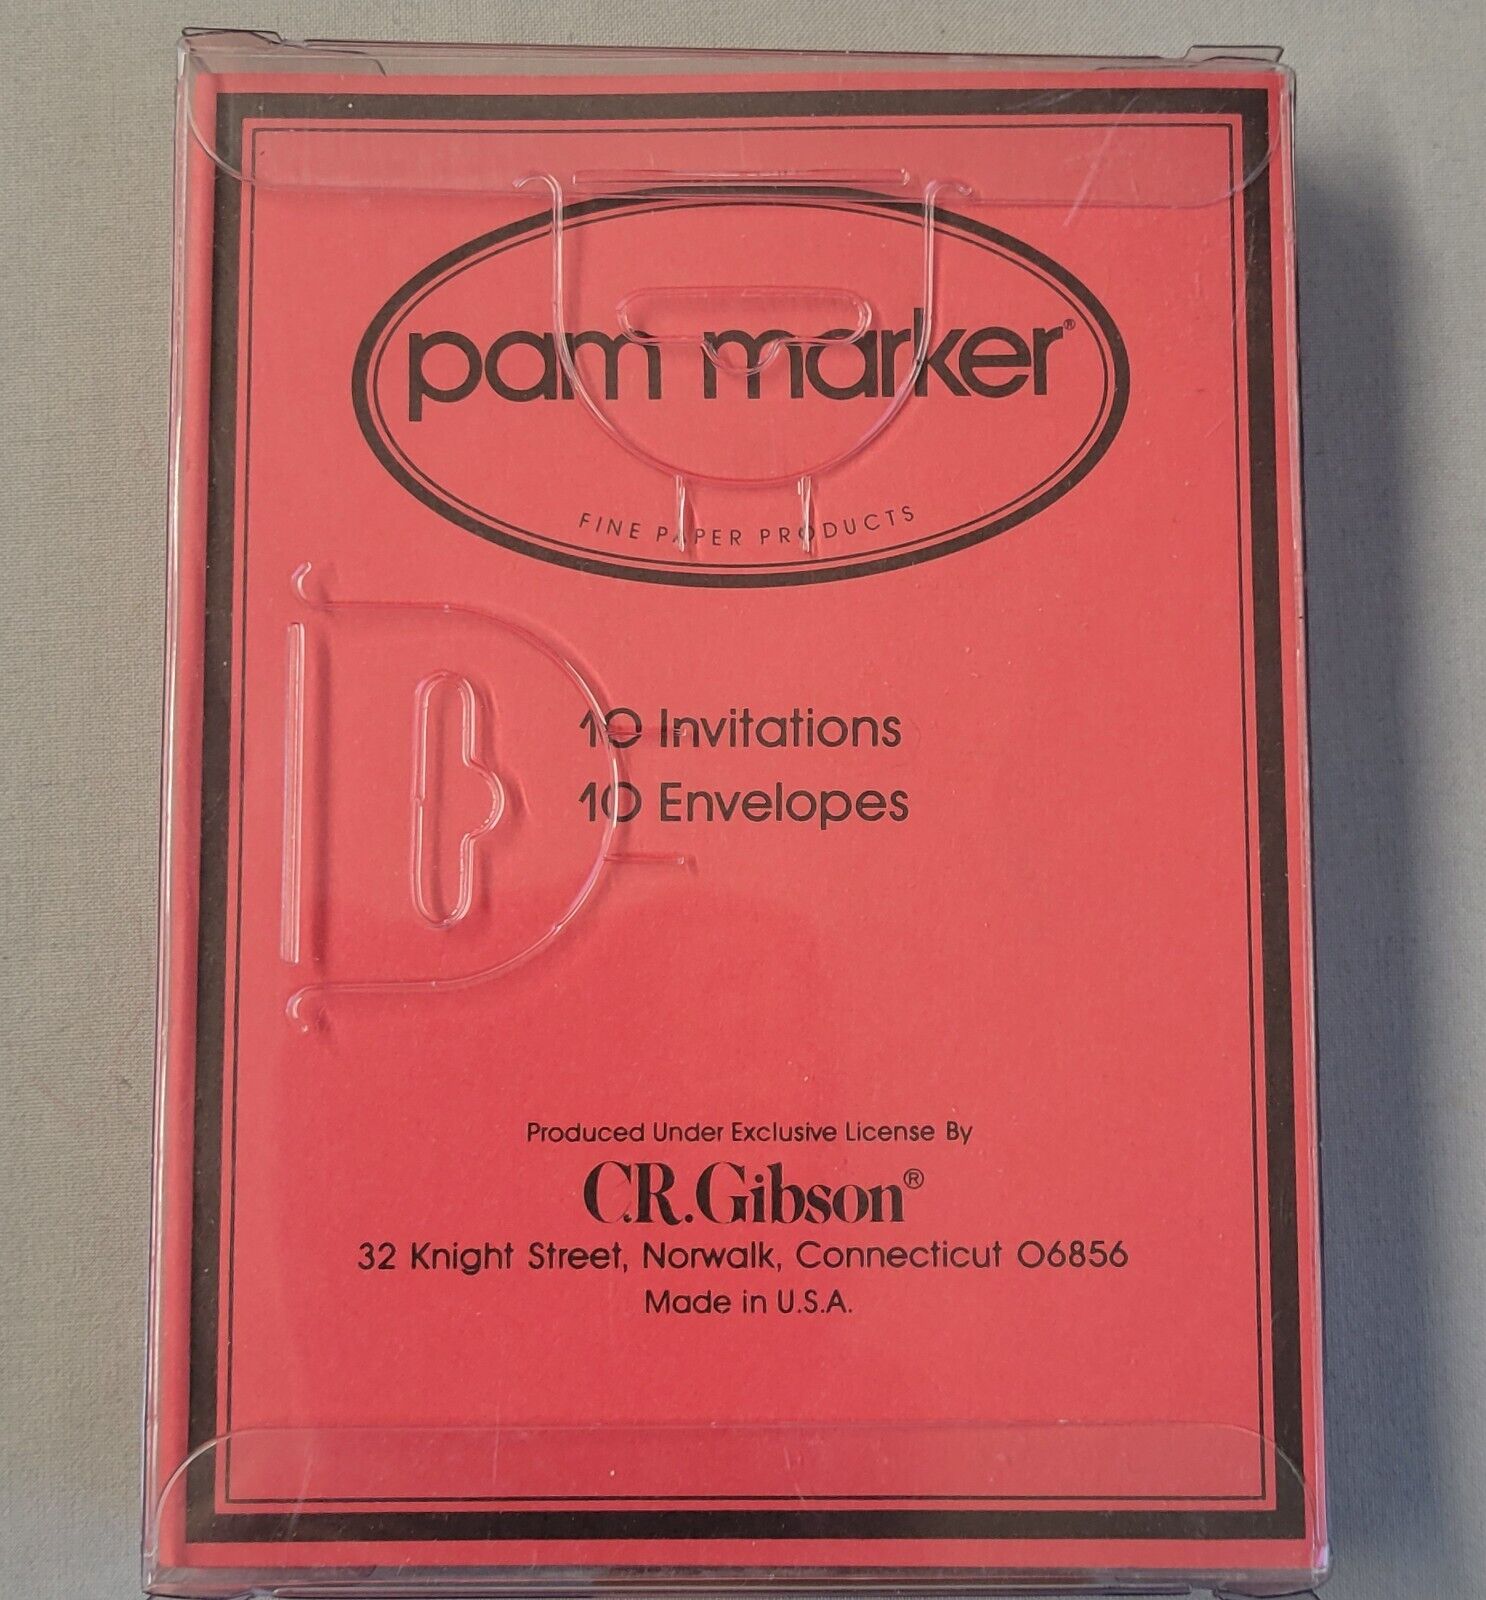 pam marker®
FINE PAPER PRODUCTS
10 Invitations
10 Envelopes
Produced Under Exclusive License By
C.R. Gibson®
32 Knight Street, Norwalk, Connecticut 06856
Made in U.S.A.